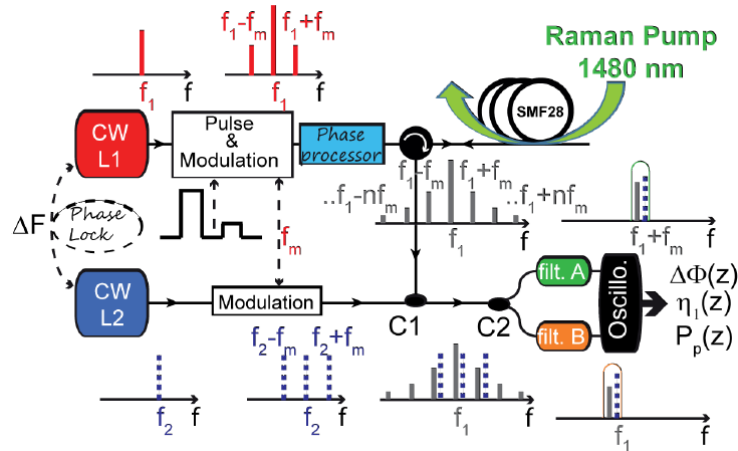 f₁-fₘ f₁+fₘ
f₁ f
f₁ f
Raman Pump
1480 nm
SMF28
CW
L1
Pulse
&
Modulation
Phase
processor
f₁-fₘ f₁+fₘ
..f₁-nfₘ ..f₁+nfₘ
f₁ f
f₁+fₘ f
ΔF
Phase
Lock
fₘ
CW
L2
Modulation
C1
C2
filt. A
filt. B
Oscillo.
ΔΦ(z)
η₁(z)
Pₚ(z)
f₂-fₘ f₂+fₘ
f₂ f
f₂ f
f₁ f
f₁ f